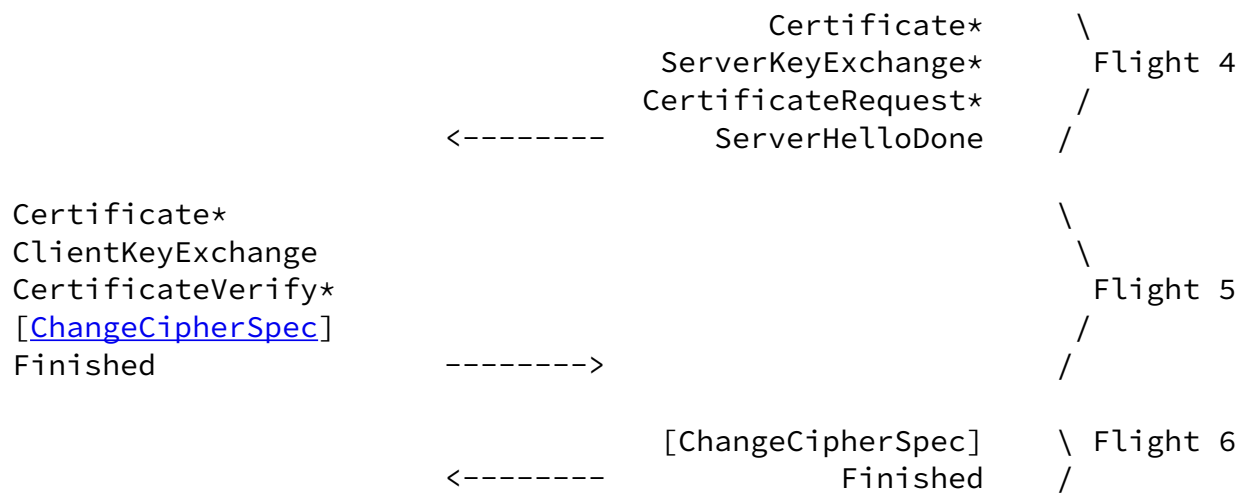 Certificate*      \
                                     ServerKeyExchange*       Flight 4
                                    CertificateRequest*      /
                         <--------      ServerHelloDone     /

Certificate*                                                \
ClientKeyExchange                                            \
CertificateVerify*                                            Flight 5
[ChangeCipherSpec]                                           /
Finished                 -------->                          /

                                     [ChangeCipherSpec]     \ Flight 6
                         <--------             Finished     /